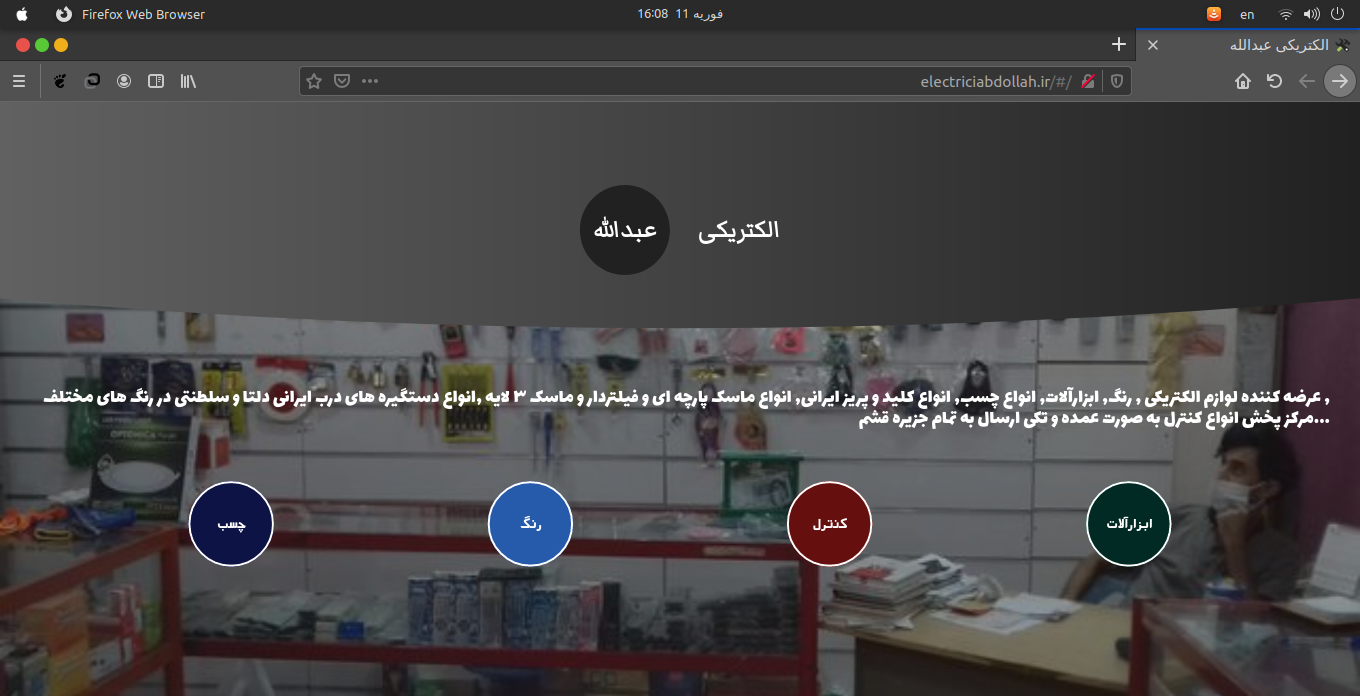 Firefox Web Browser
فوریه 11 16:08
en
الکتریکی عبدالله
electriciabdollah.ir/#/
الکتریکی عبدالله
, عرضه کننده لوازم الکتریکی , رنگ, ابزارآلات, انواع چسب, انواع کلید و پریز ایرانی, انواع ماسک پارچه ای و فیلتردار و ماسک ۳ لایه ,انواع دستگیره های درب ایرانی دلتا و سلطنتی در رنگ های مختلف
...مرکز پخش انواع کنترل به صورت عمده و تکی ارسال به تمام جزیره قشم
ابزارآلات
کنترل
رنگ
چسب